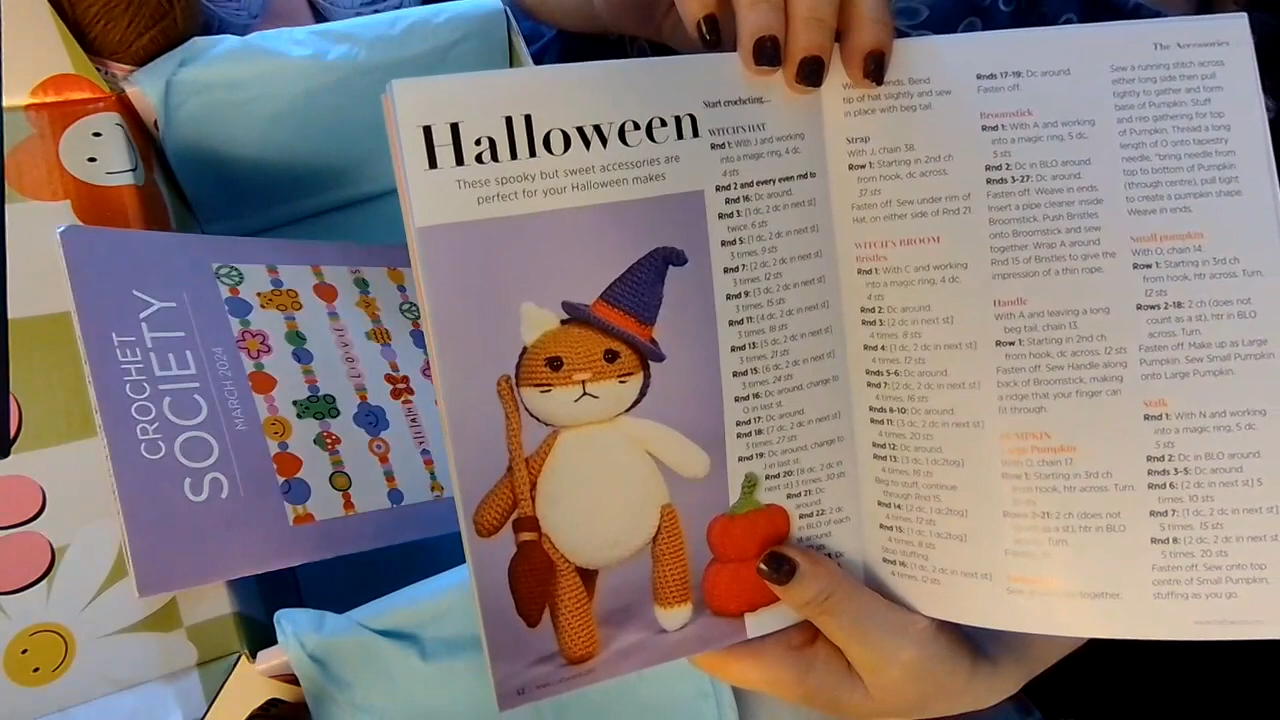 CROCHET
SOCIETY
MARCH 2024
Halloween
These spooky but sweet accessories are
perfect for your Halloween makes
Start crocheting...
WITCH'S HAT
Rnd 1: With J and working
into a magic ring, 4 dc.
4 sts
Rnd 2 and every even rnd to
Rnd 16: Dc around.
Rnd 3: [1 dc, 2 dc in next st]
twice. 6 sts
Rnd 5: [1 dc, 2 dc in next st]
3 times. 9 sts
Rnd 7: [2 dc, 2 dc in next st]
3 times. 12 sts
Rnd 9: [3 dc, 2 dc in next st]
3 times. 15 sts
Rnd 11: [4 dc, 2 dc in next st]
3 times. 18 sts
Rnd 13: [5 dc, 2 dc in next st]
3 times. 21 sts
Rnd 15: [6 dc, 2 dc in next st]
3 times. 24 sts
Rnd 16: Dc around, change to
O in last st.
Rnd 17: Dc around.
Rnd 18: [7 dc, 2 dc in next st]
3 times. 27 sts
Rnd 19: Dc around, change to
J in last st.
Rnd 20: [8 dc, 2 dc in
next st] 3 times. 30 sts
Rnd 21: Dc
around.
Rnd 22: 2 dc
in BLO of each
st around.
ends. Bend
tip of hat slightly and sew
in place with beg tail.
Strap
With J, chain 38.
Row 1: Starting in 2nd ch
from hook, dc across.
37 sts
Fasten off. Sew under rim of
Hat, on either side of Rnd 21.
WITCH'S BROOM
Bristles
Rnd 1: With C and working
into a magic ring, 4 dc.
4 sts
Rnd 2: Dc around.
Rnd 3: [2 dc in next st]
4 times. 8 sts
Rnd 4: [1 dc, 2 dc in next st]
4 times. 12 sts
Rnds 5-6: Dc around.
Rnd 7: [2 dc, 2 dc in next st]
4 times. 16 sts
Rnds 8-10: Dc around.
Rnd 11: [3 dc, 2 dc in next st]
4 times. 20 sts
Rnd 12: Dc around.
Rnd 13: [3 dc, 1 dc2tog]
4 times. 16 sts
Beg to stuff, continue
through Rnd 15.
Rnd 14: [2 dc, 1 dc2tog]
4 times. 12 sts
Rnd 15: [1 dc, 1 dc2tog]
4 times. 8 sts
Stop stuffing.
Rnd 16: [1 dc, 2 dc in next st]
4 times. 12 sts
Rnds 17-19: Dc around.
Fasten off.
Broomstick
Rnd 1: With A and working
into a magic ring, 5 dc.
5 sts
Rnd 2: Dc in BLO around.
Rnds 3-27: Dc around.
Fasten off. Weave in ends.
Insert a pipe cleaner inside
Broomstick. Push Bristles
onto Broomstick and sew
together. Wrap A around
Rnd 15 of Bristles to give the
impression of a thin rope.
Handle
With A and leaving a long
beg tail, chain 13.
Row 1: Starting in 2nd ch
from hook, dc across. 12 sts
Fasten off. Sew Handle along
back of Broomstick, making
a ridge that your finger can
fit through.
PUMPKIN
Large Pumpkin
With O, chain 17.
Row 1: Starting in 3rd ch
from hook, htr across. Turn.
Rows 2-21: 2 ch (does not
count as a st), htr in BLO
across. Turn.
together.
The Accessories
Sew a running stitch across
either long side then pull
tightly to gather and form
base of Pumpkin. Stuff
and rep gathering for top
of Pumpkin. Thread a long
length of O onto tapestry
needle, *bring needle from
top to bottom of Pumpkin
(through centre), pull tight
to create a pumpkin shape.
Weave in ends.
Small pumpkin
With O, chain 14.
Row 1: Starting in 3rd ch
from hook, htr across. Turn.
12 sts
Rows 2-18: 2 ch (does not
count as a st), htr in BLO
across. Turn.
Fasten off. Make up as Large
Pumpkin. Sew Small Pumpkin
onto Large Pumpkin.
Stalk
Rnd 1: With N and working
into a magic ring, 5 dc.
5 sts
Rnd 2: Dc in BLO around.
Rnds 3-5: Dc around.
Rnd 6: [2 dc in next st] 5
times. 10 sts
Rnd 7: [1 dc, 2 dc in next st]
5 times. 15 sts
Rnd 8: [2 dc, 2 dc in next st]
5 times. 20 sts
Fasten off. Sew onto top
centre of Small Pumpkin,
stuffing as you go.